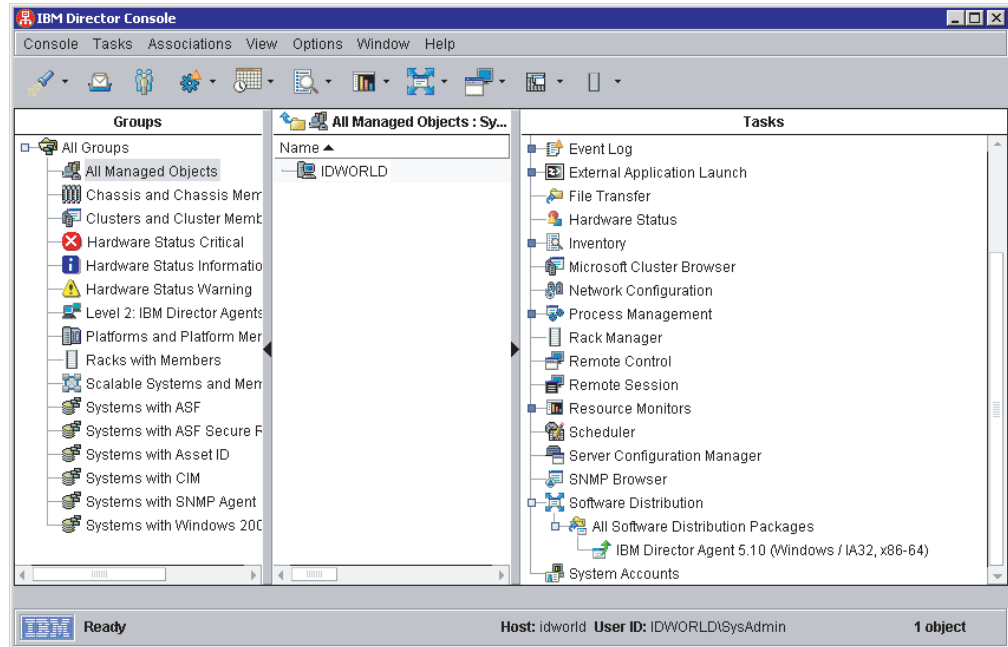 IBM Director Console
Console Tasks Associations View Options Window Help
Groups
All Groups
All Managed Objects
Chassis and Chassis Mem
Clusters and Cluster Memb
Hardware Status Critical
Hardware Status Informatio
Hardware Status Warning
Level 2: IBM Director Agents
Platforms and Platform Mer
Racks with Members
Scalable Systems and Mem
Systems with ASF
Systems with ASF Secure R
Systems with Asset ID
Systems with CIM
Systems with SNMP Agent
Systems with Windows 200
All Managed Objects : Sy...
Name
IDWORLD
Tasks
Event Log
External Application Launch
File Transfer
Hardware Status
Inventory
Microsoft Cluster Browser
Network Configuration
Process Management
Rack Manager
Remote Control
Remote Session
Resource Monitors
Scheduler
Server Configuration Manager
SNMP Browser
Software Distribution
All Software Distribution Packages
IBM Director Agent 5.10 (Windows / IA32, x86-64)
System Accounts
IBM Ready Host: idworld User ID: IDWORLD\SysAdmin 1 object